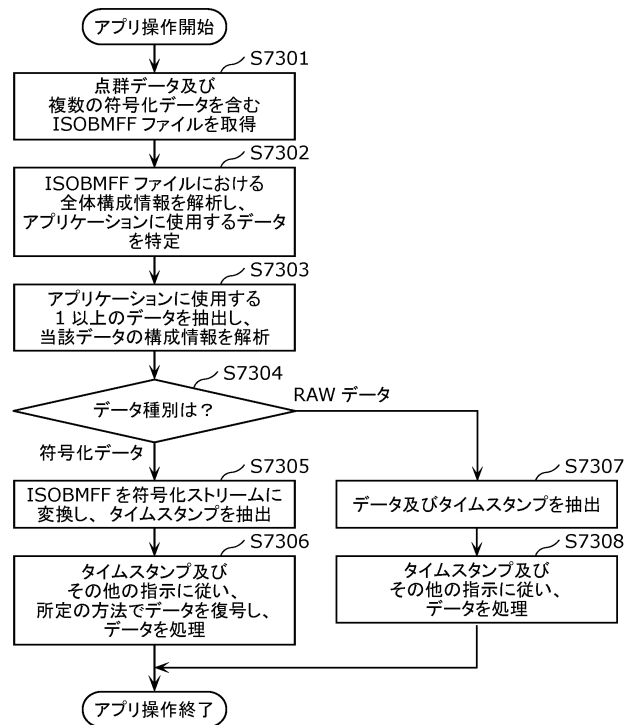 アプリ操作開始
S7301
点群データ及び
複数の符号化データを含む
ISOBMFF ファイルを取得
S7302
ISOBMFF ファイルにおける
全体構成情報を解析し、
アプリケーションに使用するデータ
を特定
S7303
アプリケーションに使用する
1 以上のデータを抽出し、
当該データの構成情報を解析
S7304
データ種別は？
RAW データ
符号化データ
S7305
ISOBMFF を符号化ストリームに
変換し、タイムスタンプを抽出
S7307
データ及びタイムスタンプを抽出
S7306
タイムスタンプ及び
その他の指示に従い、
所定の方法でデータを復号し、
データを処理
S7308
タイムスタンプ及び
その他の指示に従い、
データを処理
アプリ操作終了